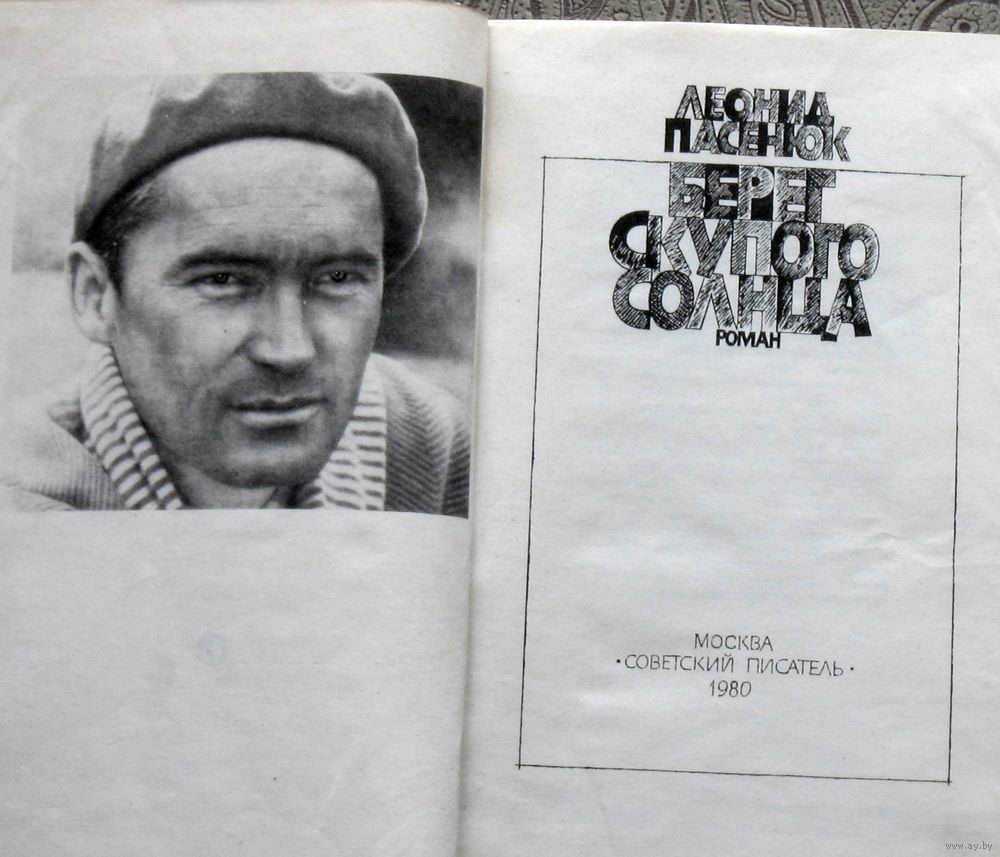 ЛЕОНИД
ПАСЕНЮК
БЕРЕГ
СКУПОГО
СОЛНЦА
РОМАН
МОСКВА
•СОВЕТСКИЙ ПИСАТЕЛЬ•
1980
www.ay.by